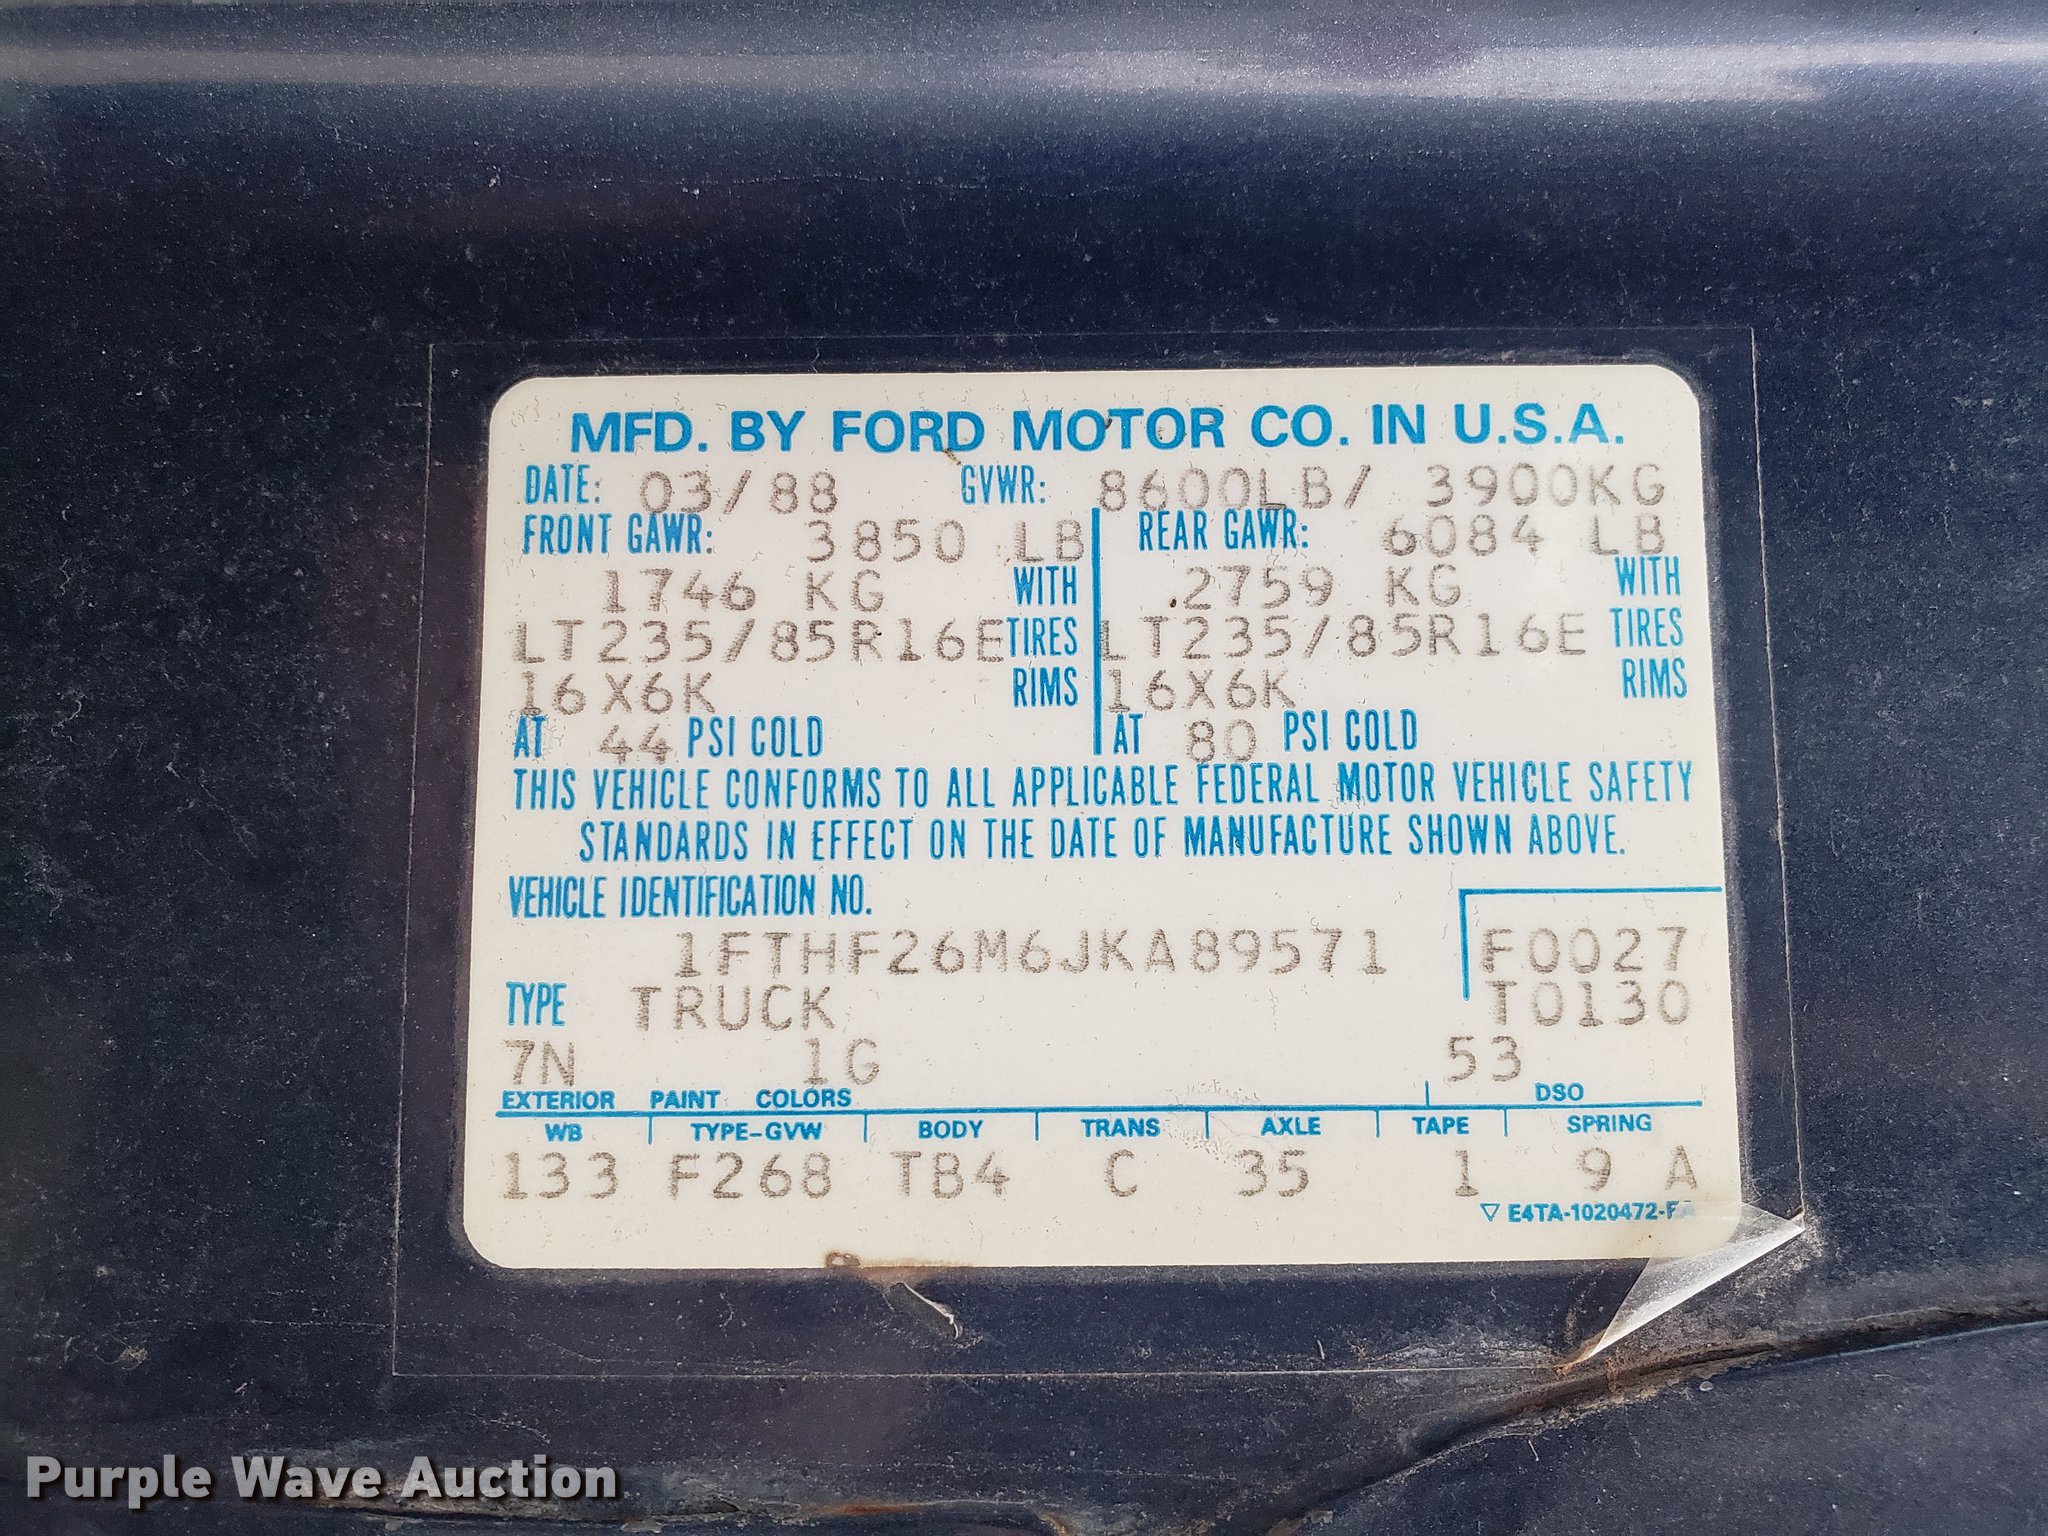 MFD. BY FORD MOTOR CO. IN U.S.A.
DATE: 03/88 GVWR: 8600LB/ 3900KG
FRONT GAWR: 3850 LB REAR GAWR: 6084 LB
1746 KG WITH 2759 KG WITH
LT235/85R16E TIRES LT235/85R16E TIRES
16X6K RIMS 16X6K RIMS
AT 44 PSI COLD AT 80 PSI COLD
THIS VEHICLE CONFORMS TO ALL APPLICABLE FEDERAL MOTOR VEHICLE SAFETY
STANDARDS IN EFFECT ON THE DATE OF MANUFACTURE SHOWN ABOVE.
VEHICLE IDENTIFICATION NO.
1FTHF26M6JKA89571 F0027
TYPE TRUCK T0130
7N 1G 53
EXTERIOR PAINT COLORS DSO
WB TYPE-GVW BODY TRANS AXLE TAPE SPRING
133 F268 TB4 C 35 1 9 A
▽ E4TA-1020472-
Purple Wave Auction